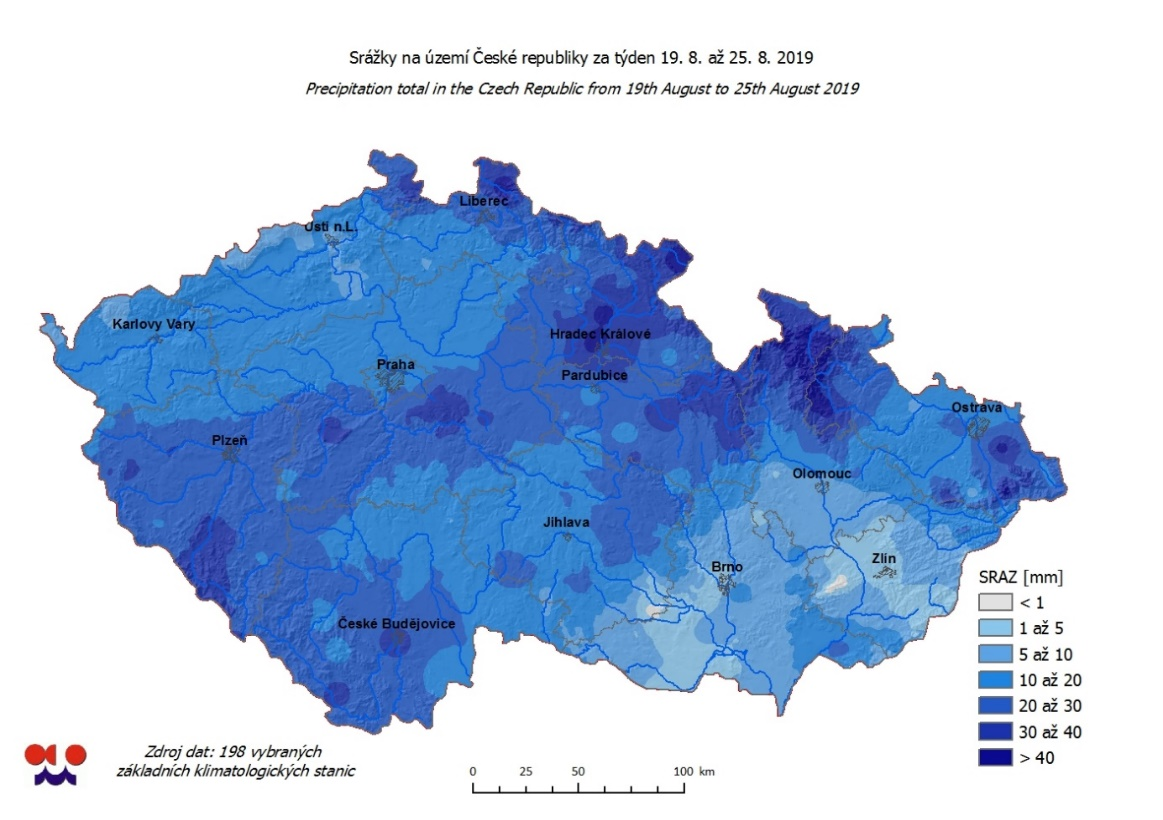 Srážky na území České republiky za týden 19. 8. až 25. 8. 2019
Precipitation total in the Czech Republic from 19th August to 25th August 2019
Liberec
Ústí n.L.
Karlovy Vary
Hradec Králové
Praha
Pardubice
Ostrava
Plzeň
Olomouc
Jihlava
Zlín
Brno
České Budějovice
SRAZ [mm]
< 1
1 až 5
5 až 10
10 až 20
20 až 30
30 až 40
> 40
Zdroj dat: 198 vybraných
základních klimatologických stanic
0 25 50 100 km